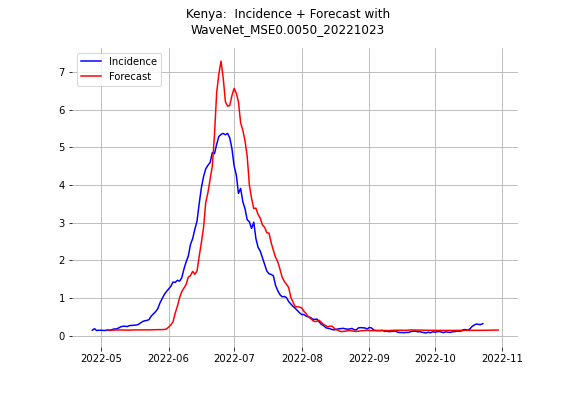 Kenya:  Incidence + Forecast with
WaveNet_MSE0.0050_20221023
Incidence
Forecast
7
6
5
4
3
2
1
0
2022-05 2022-06 2022-07 2022-08 2022-09 2022-10 2022-11